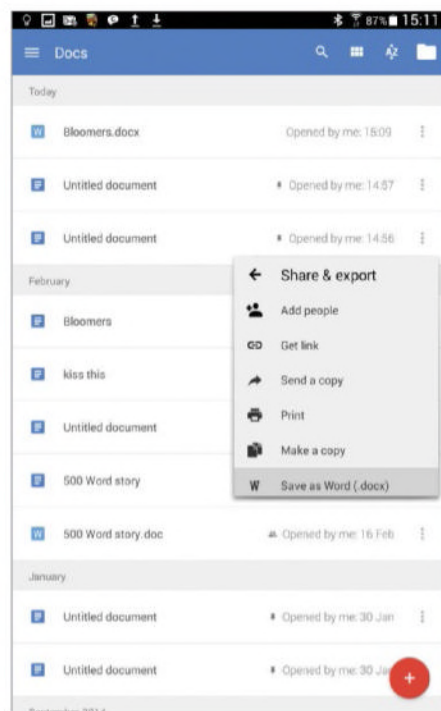 87% 15:11
Docs
Today
Bloomers.docx Opened by me: 15:09
Untitled document Opened by me: 14:57
Untitled document Opened by me: 14:56
February
Share & export
Bloomers
Add people
Get link
kiss this
Send a copy
Print
Untitled document
Make a copy
500 Word story
W Save as Word (.docx)
500 Word story.doc Opened by me: 16 Feb
January
Untitled document Opened by me: 30 Jan
Untitled document Opened by me: 30 Jan